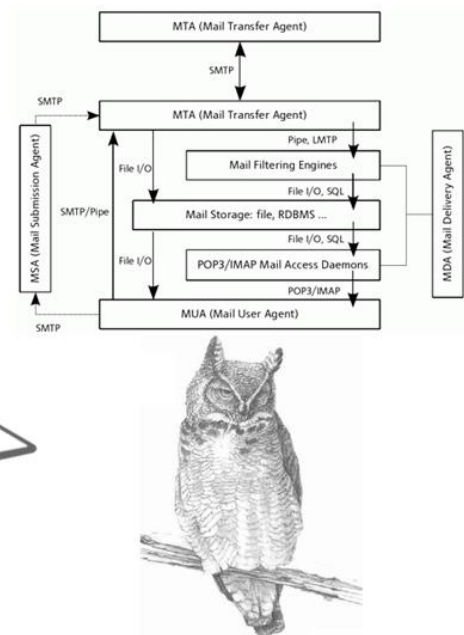 MTA (Mail Transfer Agent)
SMTP
SMTP
MTA (Mail Transfer Agent)
Pipe, LMTP
File I/O
Mail Filtering Engines
MSA (Mail Submission Agent)
SMTP/Pipe
File I/O, SQL
Mail Storage: file, RDBMS ...
MDA (Mail Delivery Agent)
File I/O, SQL
File I/O
POP3/IMAP Mail Access Daemons
POP3/IMAP
MUA (Mail User Agent)
SMTP